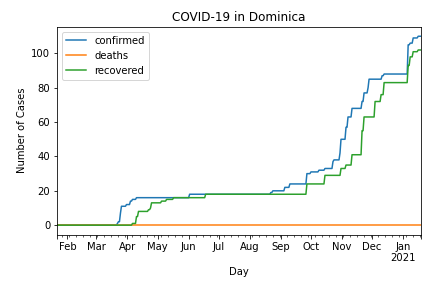 COVID-19 in Dominica
confirmed
deaths
recovered
Number of Cases
100
80
60
40
20
0
Feb Mar Apr May Jun Jul Aug Sep Oct Nov Dec Jan
2021
Day